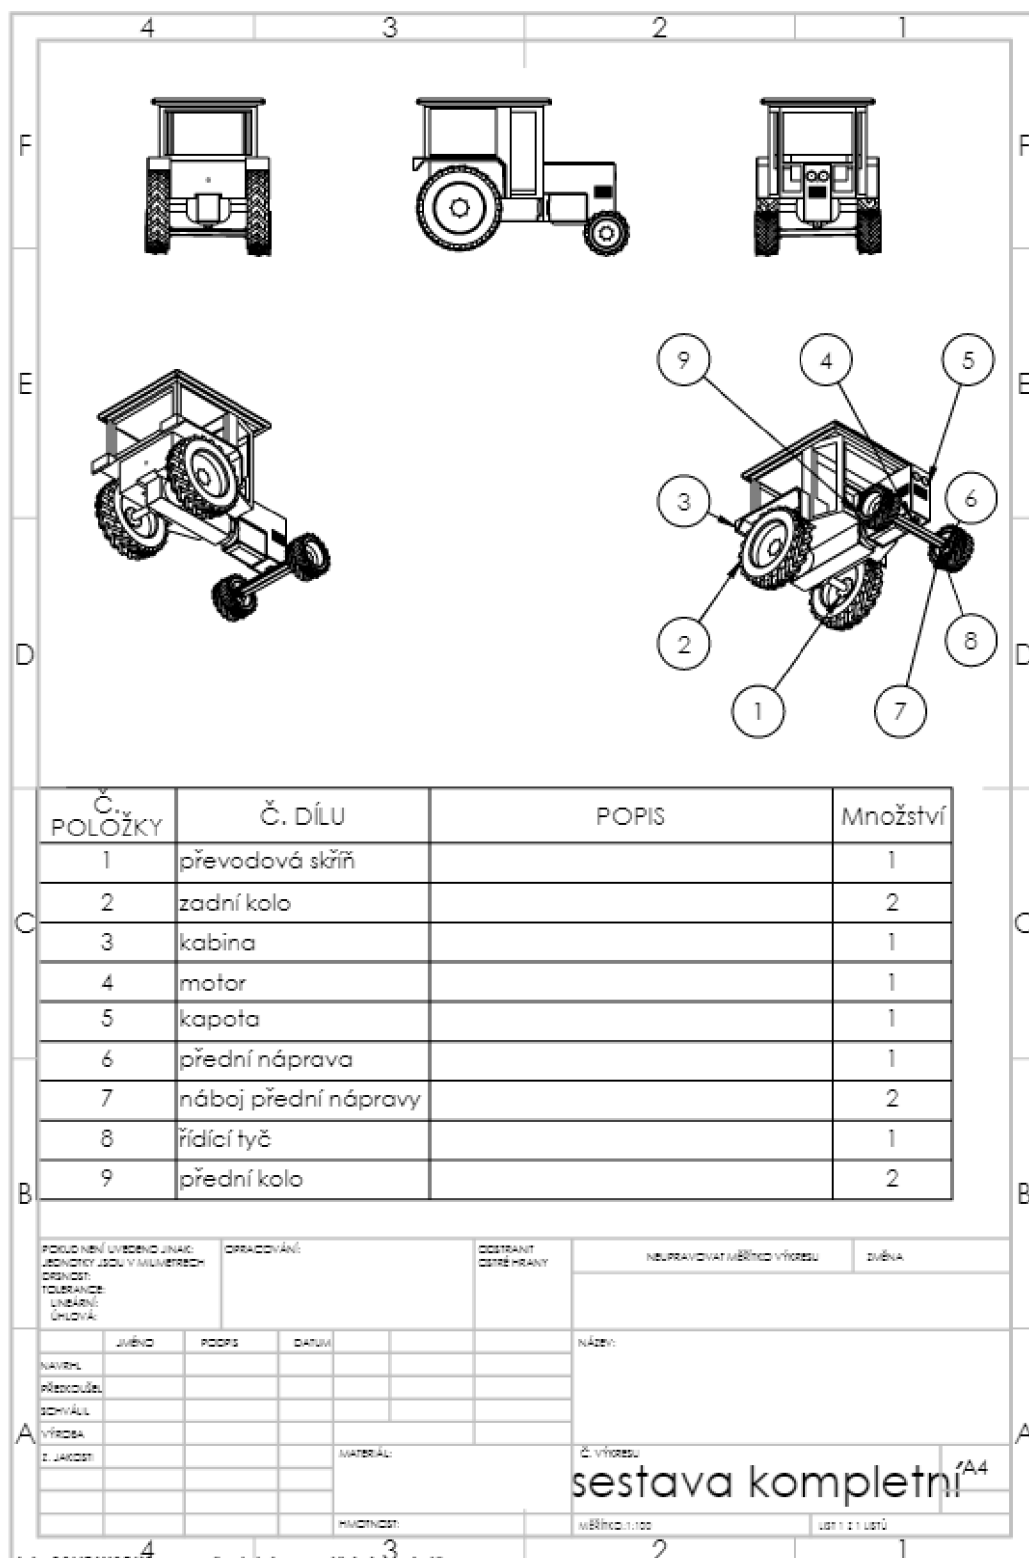 4 3 2 1
F F
9 4 5
E E
3 6
D 2 8 D
1 7
Č. POLOŽKY Č. DÍLU POPIS Množství
1 převodová skříň 1
2 zadní kolo 2
C C
3 kabina 1
4 motor 1
5 kapota 1
6 přední náprava 1
7 náboj přední nápravy 2
8 řídící tyč 1
9 přední kolo 2
B B
POKUD NENÍ UVEDENO JINAK: OPRACOVÁNÍ: ODSTRANIT NEUPRAVOVAT MĚŘÍTKO VÝKRESU ZMĚNA
JEDNOTKY JSOU V MILIMETRECH OSTRÉ HRANY
DRSNOST:
TOLERANCE:
LINEÁRNÍ:
ÚHLOVÁ:
JMÉNO PODPIS DATUM NÁZEV:
NAVRHL
PŘEZKOUŠEL
SCHVÁLIL
A VÝROBA A
Z. JAKOSTI MATERIÁL: Č. VÝKRESU
sestava kompletní A4
HMOTNOST: MĚŘÍTKO:1:100 LIST 1 Z 1 LISTŮ
4 3 2 1